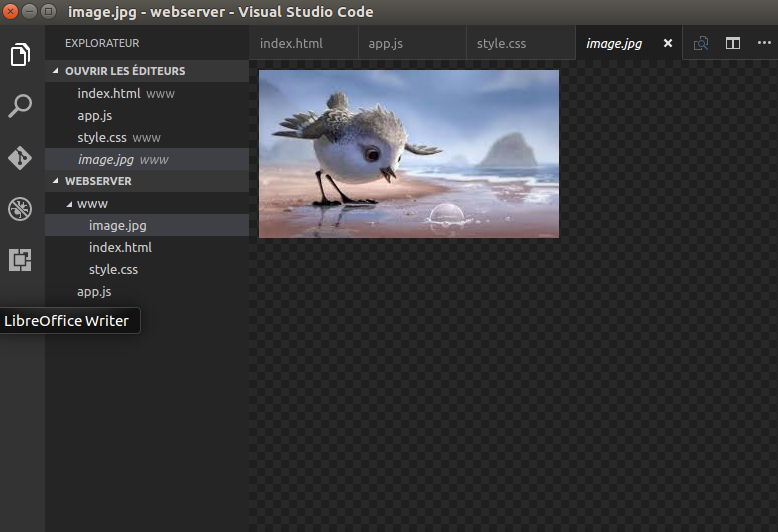 image.jpg - webserver - Visual Studio Code
EXPLORATEUR
index.html
app.js
style.css
image.jpg
OUVRIR LES ÉDITEURS
index.html www
app.js
style.css www
image.jpg www
WEBSERVER
www
image.jpg
index.html
style.css
app.js
LibreOffice Writer